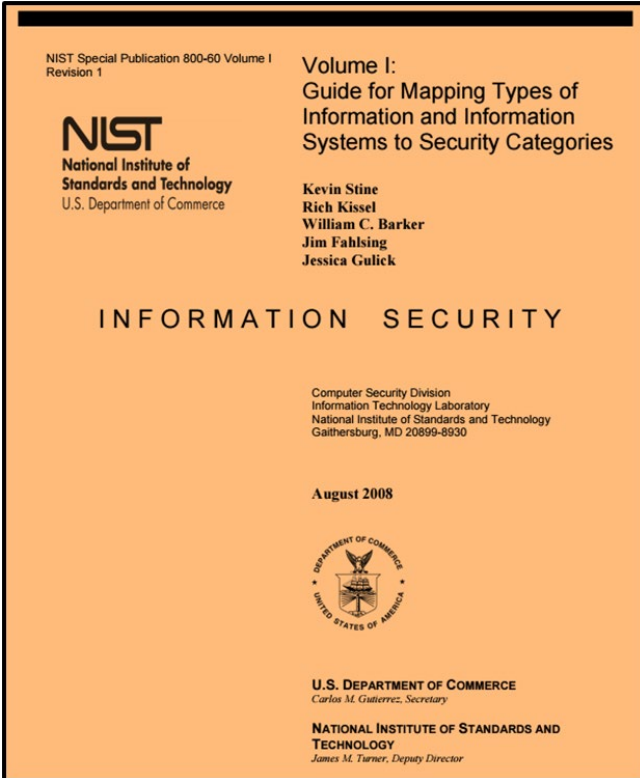 NIST Special Publication 800-60 Volume I
Revision 1
NIST
National Institute of
Standards and Technology
U.S. Department of Commerce
Volume I:
Guide for Mapping Types of
Information and Information
Systems to Security Categories
Kevin Stine
Rich Kissel
William C. Barker
Jim Fahlsing
Jessica Gulick
INFORMATION SECURITY
Computer Security Division
Information Technology Laboratory
National Institute of Standards and Technology
Gaithersburg, MD 20899-8930
August 2008
DEPARTMENT OF COMMERCE
UNITED STATES OF AMERICA
U.S. DEPARTMENT OF COMMERCE
Carlos M. Gutierrez, Secretary
NATIONAL INSTITUTE OF STANDARDS AND
TECHNOLOGY
James M. Turner, Deputy Director